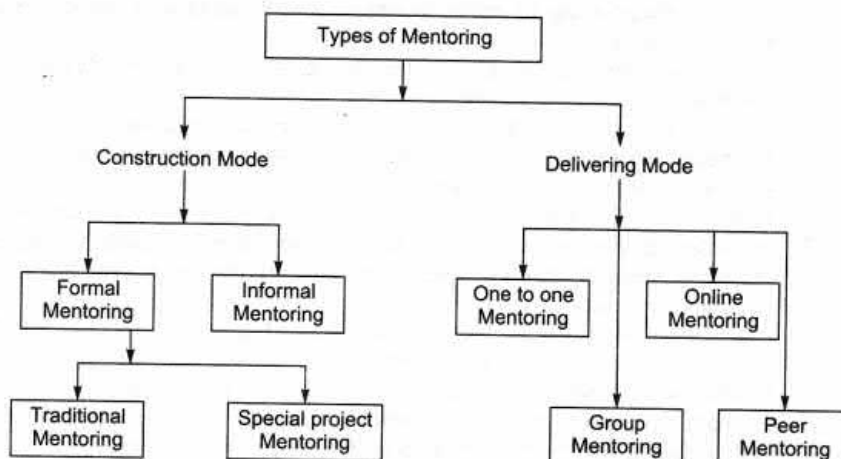 Types of Mentoring
Construction Mode
Delivering Mode
Formal
Mentoring
Informal
Mentoring
One to one
Mentoring
Online
Mentoring
Traditional
Mentoring
Special project
Mentoring
Group
Mentoring
Peer
Mentoring